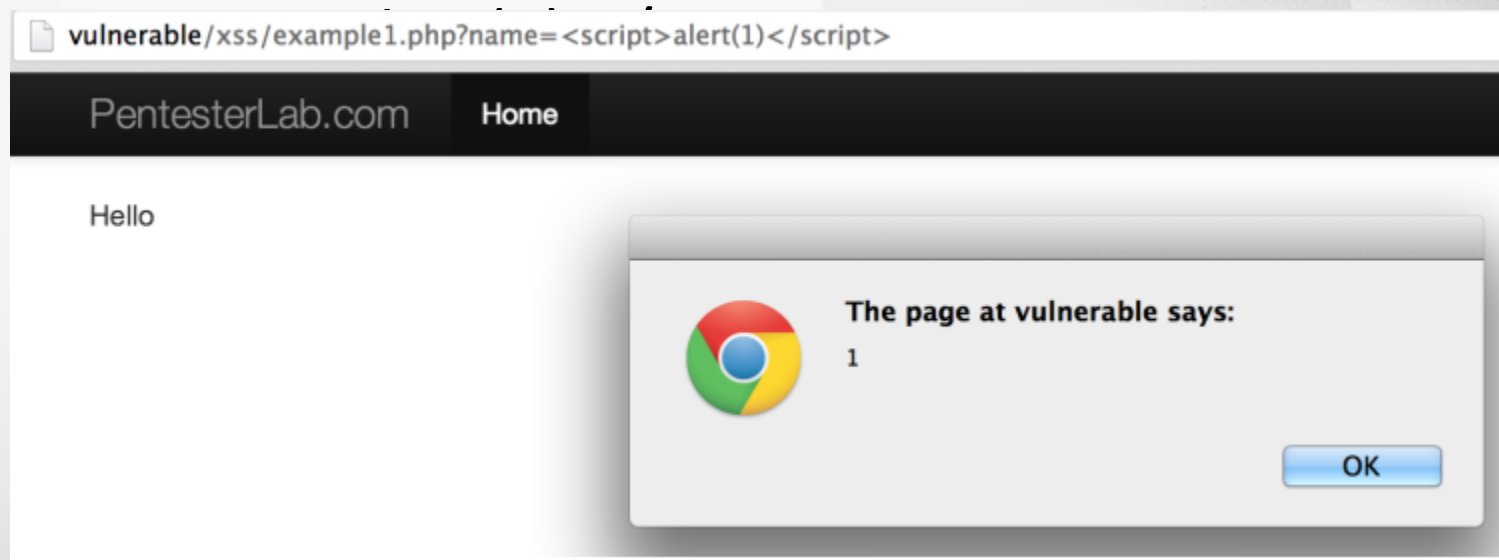 vulnerable/xss/example1.php?name=<script>alert(1)</script>
PentesterLab.com Home
Hello
The page at vulnerable says:
1
OK